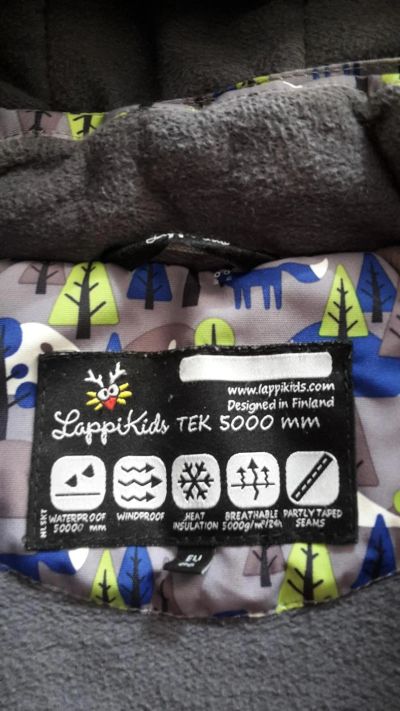 www.lappikids.com
Designed in Finland
LappiKids TEK 5000 mm
WATERPROOF
50000 mm
WINDPROOF
HEAT
INSULATION
BREATHABLE
5000g/m²/24h
PARTLY TAPED
SEAMS
EU